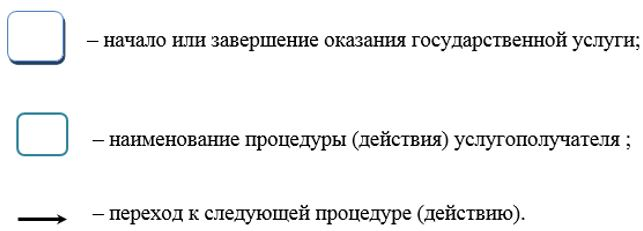 – начало или завершение оказания государственной услуги;
– наименование процедуры (действия) услугополучателя ;
– переход к следующей процедуре (действию).